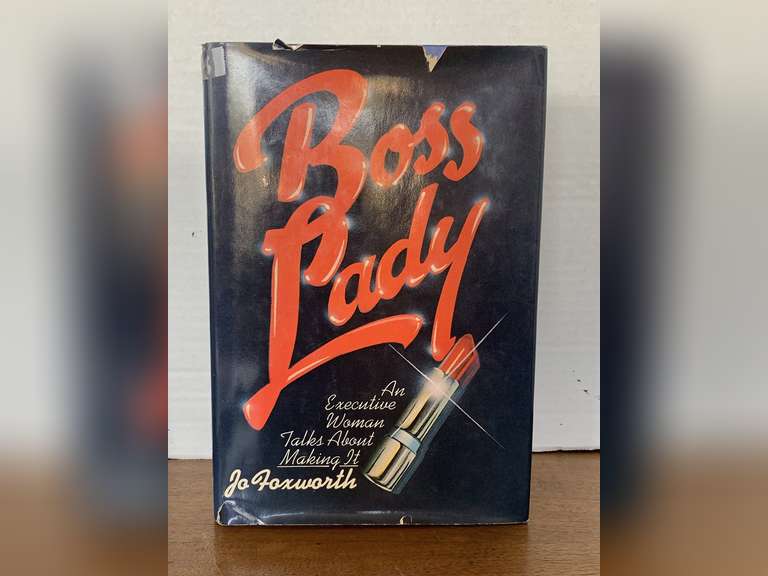 Boss
Lady
An
Executive
Woman
Talks About
Making It
Jo Foxworth